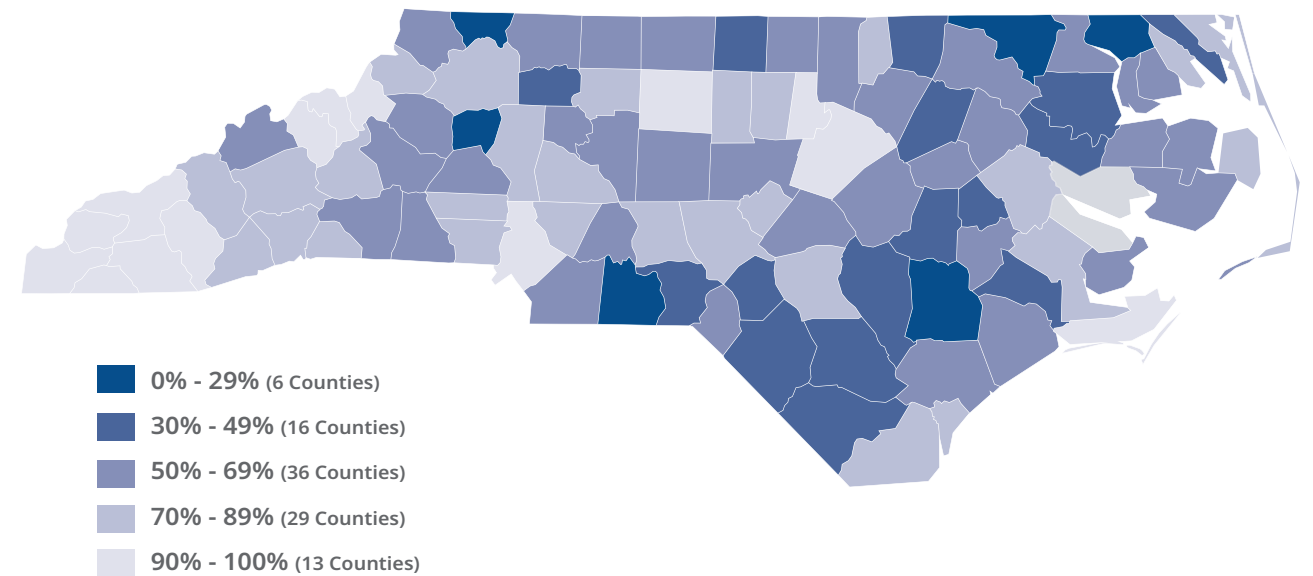 0% - 29% (6 Counties)
30% - 49% (16 Counties)
50% - 69% (36 Counties)
70% - 89% (29 Counties)
90% - 100% (13 Counties)